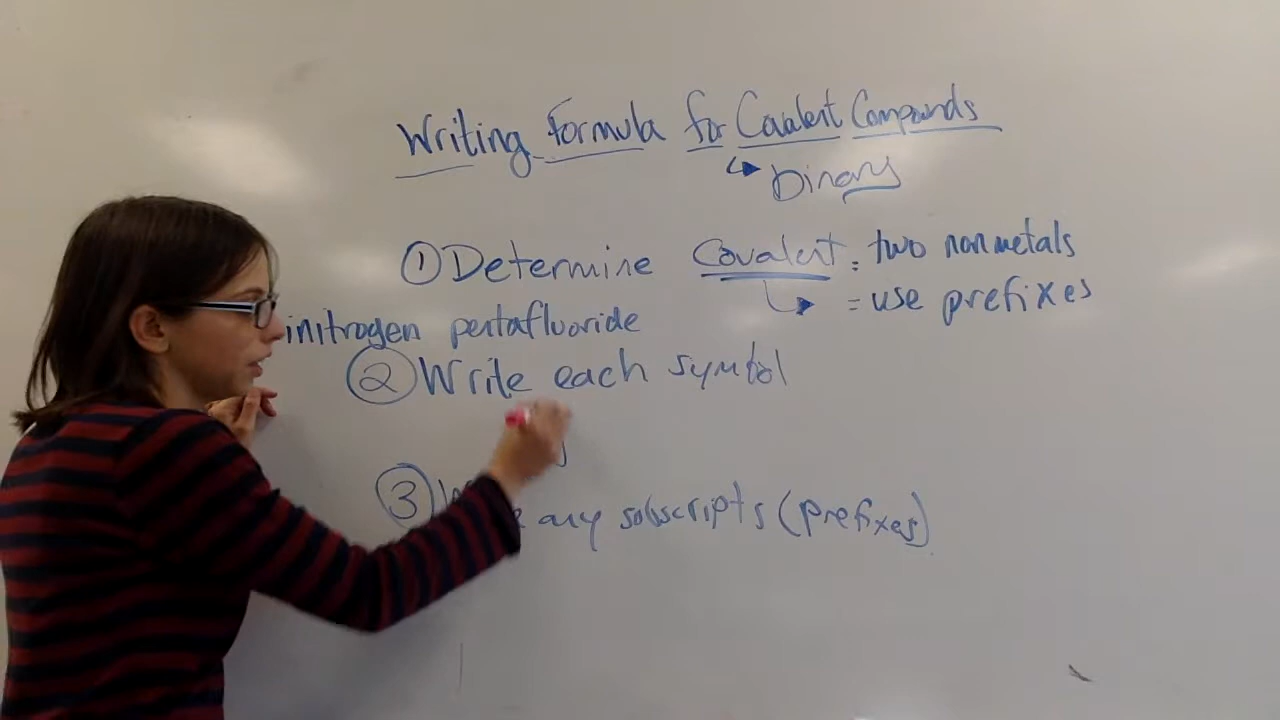 Writing Formula for Covalent Compounds
↳ binary
① Determine Covalent : two nonmetals
↳ = use prefixes
initrogen pentafluoride
② Write each symbol
③ any subscripts (prefixes)